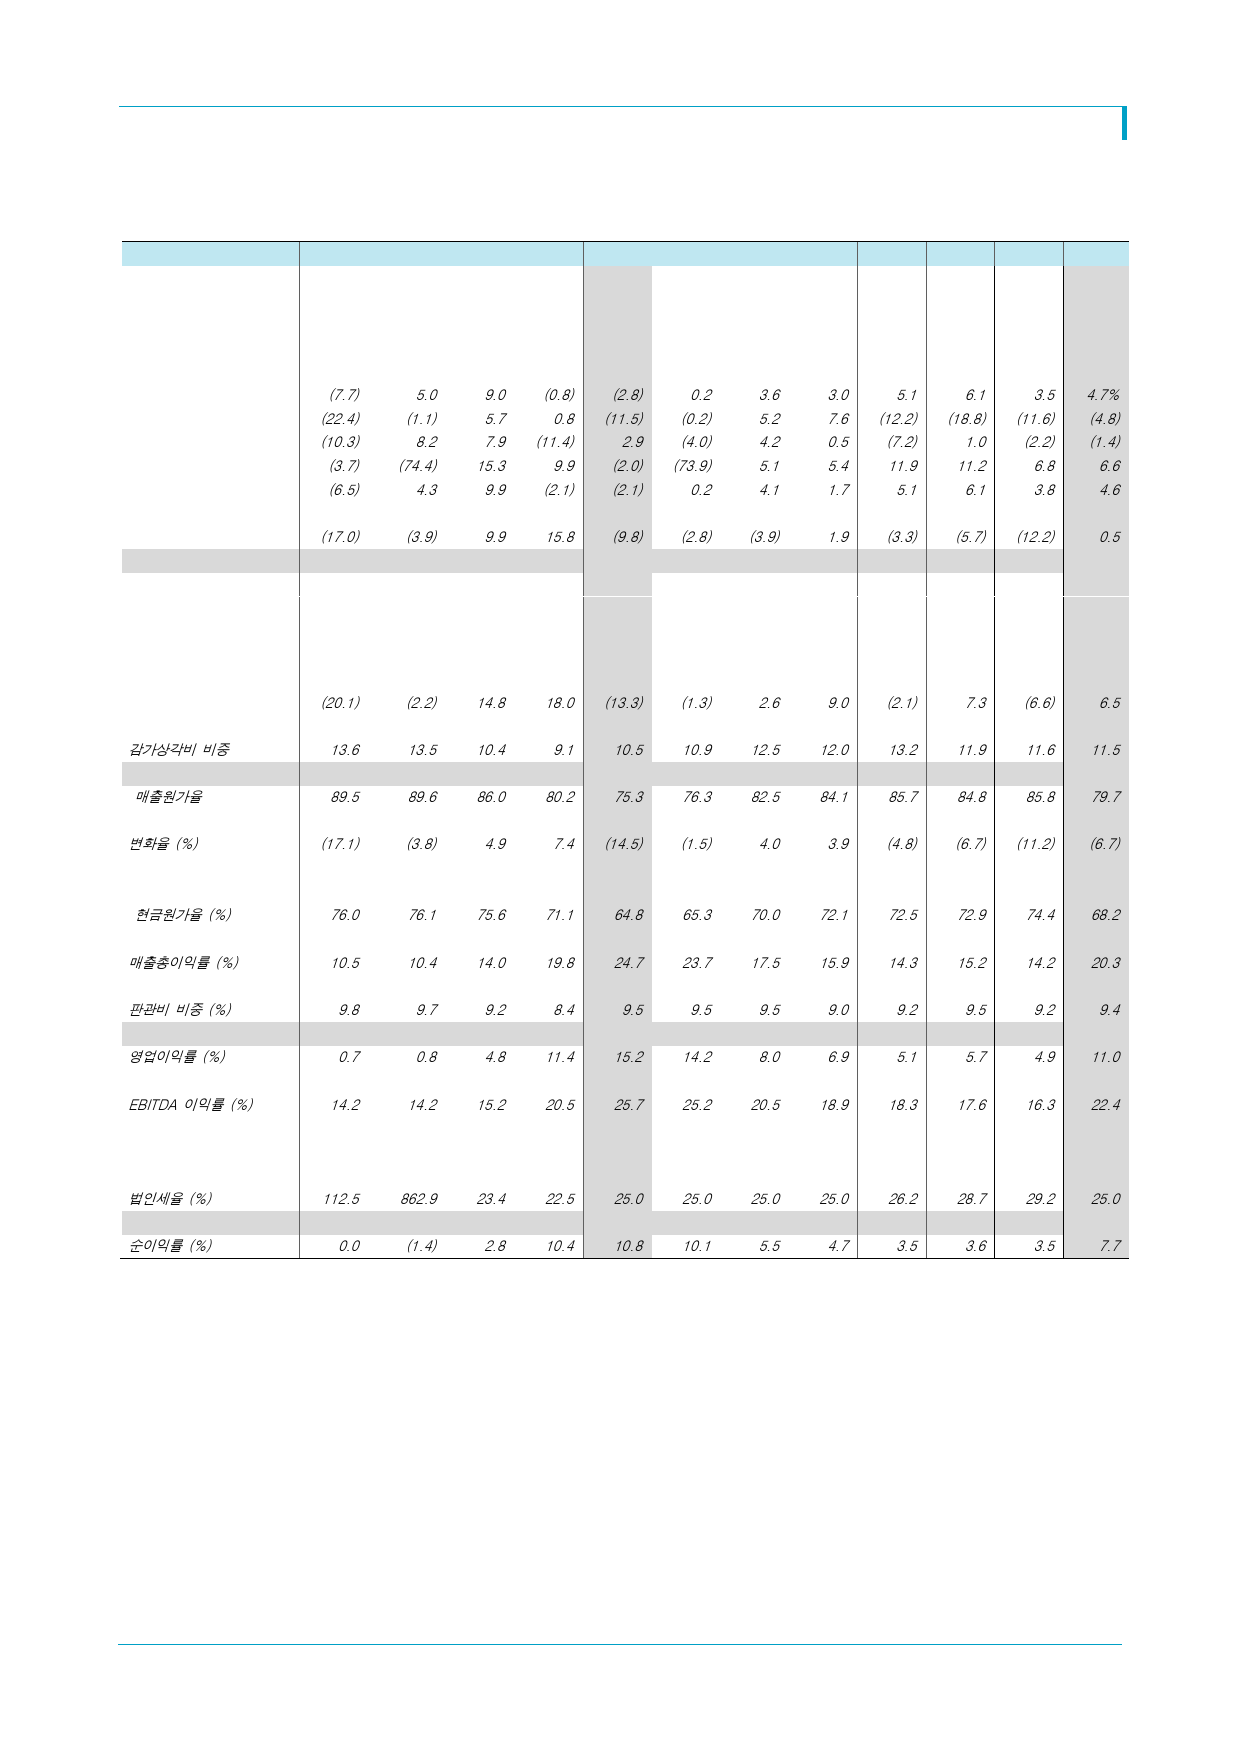 (7.7) 5.0 9.0 (0.8) (2.8) 0.2 3.6 3.0 5.1 6.1 3.5 4.7%
(22.4) (1.1) 5.7 0.8 (11.5) (0.2) 5.2 7.6 (12.2) (18.8) (11.6) (4.8)
(10.3) 8.2 7.9 (11.4) 2.9 (4.0) 4.2 0.5 (7.2) 1.0 (2.2) (1.4)
(3.7) (74.4) 15.3 9.9 (2.0) (73.9) 5.1 5.4 11.9 11.2 6.8 6.6
(6.5) 4.3 9.9 (2.1) (2.1) 0.2 4.1 1.7 5.1 6.1 3.8 4.6
(17.0) (3.9) 9.9 15.8 (9.8) (2.8) (3.9) 1.9 (3.3) (5.7) (12.2) 0.5
(20.1) (2.2) 14.8 18.0 (13.3) (1.3) 2.6 9.0 (2.1) 7.3 (6.6) 6.5
감가상각비 비중 13.6 13.5 10.4 9.1 10.5 10.9 12.5 12.0 13.2 11.9 11.6 11.5
매출원가율 89.5 89.6 86.0 80.2 75.3 76.3 82.5 84.1 85.7 84.8 85.8 79.7
변화율 (%) (17.1) (3.8) 4.9 7.4 (14.5) (1.5) 4.0 3.9 (4.8) (6.7) (11.2) (6.7)
현금원가율 (%) 76.0 76.1 75.6 71.1 64.8 65.3 70.0 72.1 72.5 72.9 74.4 68.2
매출총이익률 (%) 10.5 10.4 14.0 19.8 24.7 23.7 17.5 15.9 14.3 15.2 14.2 20.3
판관비 비중 (%) 9.8 9.7 9.2 8.4 9.5 9.5 9.5 9.0 9.2 9.5 9.2 9.4
영업이익률 (%) 0.7 0.8 4.8 11.4 15.2 14.2 8.0 6.9 5.1 5.7 4.9 11.0
EBITDA 이익률 (%) 14.2 14.2 15.2 20.5 25.7 25.2 20.5 18.9 18.3 17.6 16.3 22.4
법인세율 (%) 112.5 862.9 23.4 22.5 25.0 25.0 25.0 25.0 26.2 28.7 29.2 25.0
순이익률 (%) 0.0 (1.4) 2.8 10.4 10.8 10.1 5.5 4.7 3.5 3.6 3.5 7.7